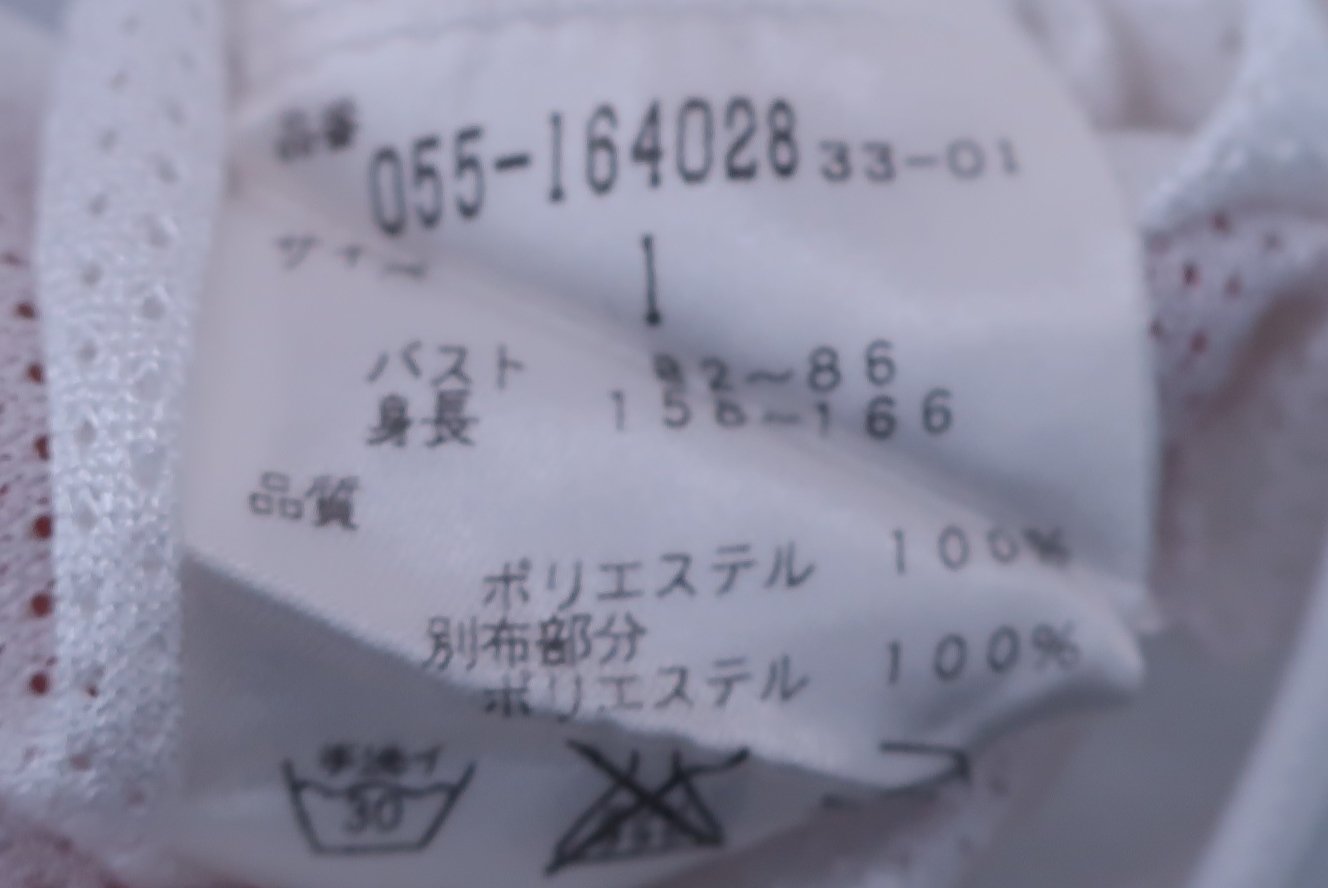 品番 055-164028 33-01
サイズ 1
バスト 82~86
身長 156~166
品質
ポリエステル 100%
別布部分
ポリエステル 100%
手洗イ
30